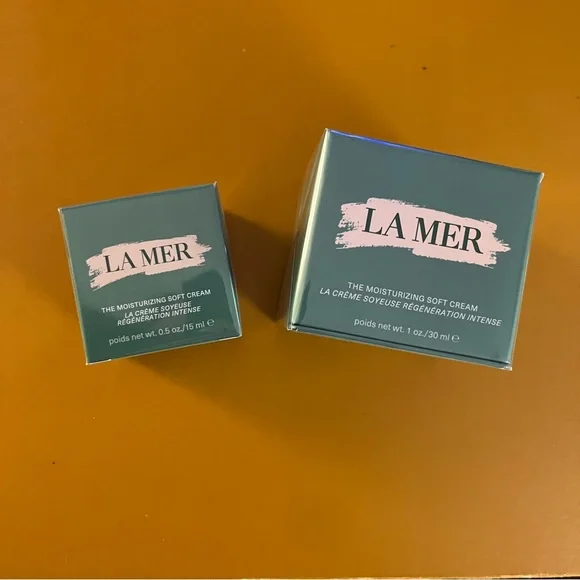 LA MER
THE MOISTURIZING SOFT CREAM
LA CRÈME SOYEUSE
RÉGÉNÉRATION INTENSE
poids net wt. 0.5 oz./15 ml ℮
LA MER
THE MOISTURIZING SOFT CREAM
LA CRÈME SOYEUSE RÉGÉNÉRATION INTENSE
poids net wt. 1 oz./30 ml ℮